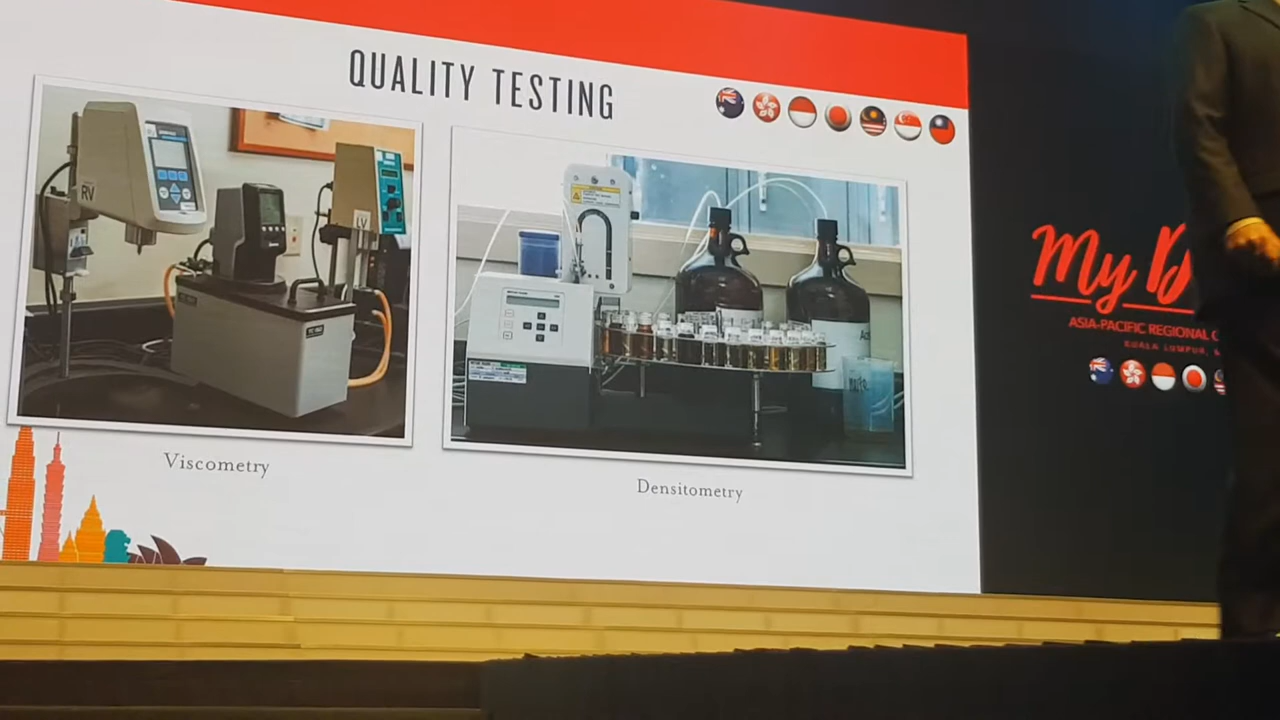 QUALITY TESTING
RV
LV
Viscometry
Densitometry
My
ASIA-PACIFIC REGIONAL
KUALA LUMPUR,